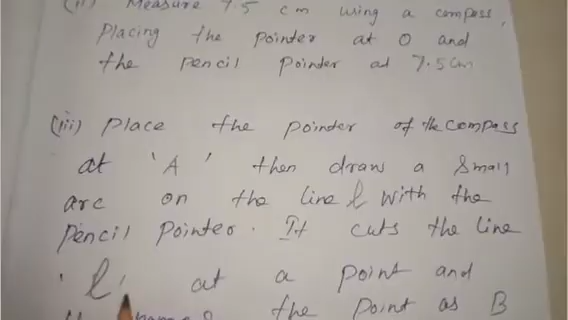 (ii) Measure 7.5 cm using a compass,
Placing the pointer at 0 and
the pencil pointer at 7.5cm
(iii) Place the pointer of the compass
at 'A' then draw a small
arc on the line l with the
pencil pointer. It cuts the line
'l' at a point and
the point as B